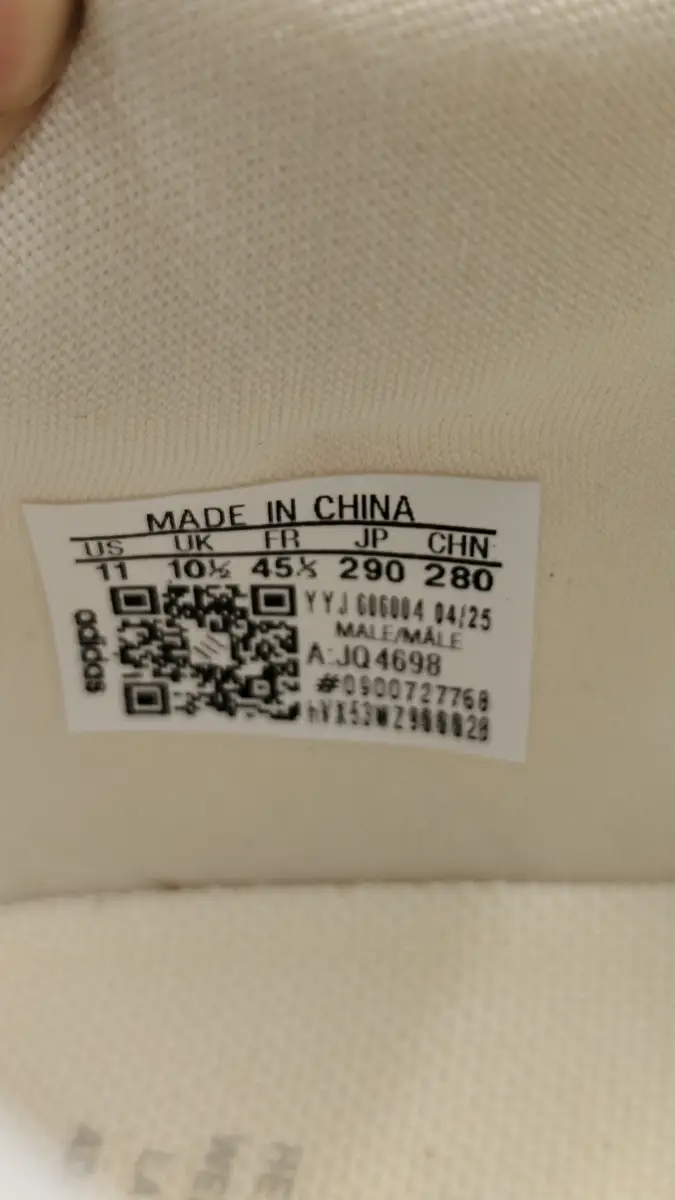 MADE IN CHINA
US UK FR JP CHN
11 10½ 45⅓ 290 280
adidas
YYJ 606004 04/25
MALE/MÂLE
A:JQ4698
#0900727768